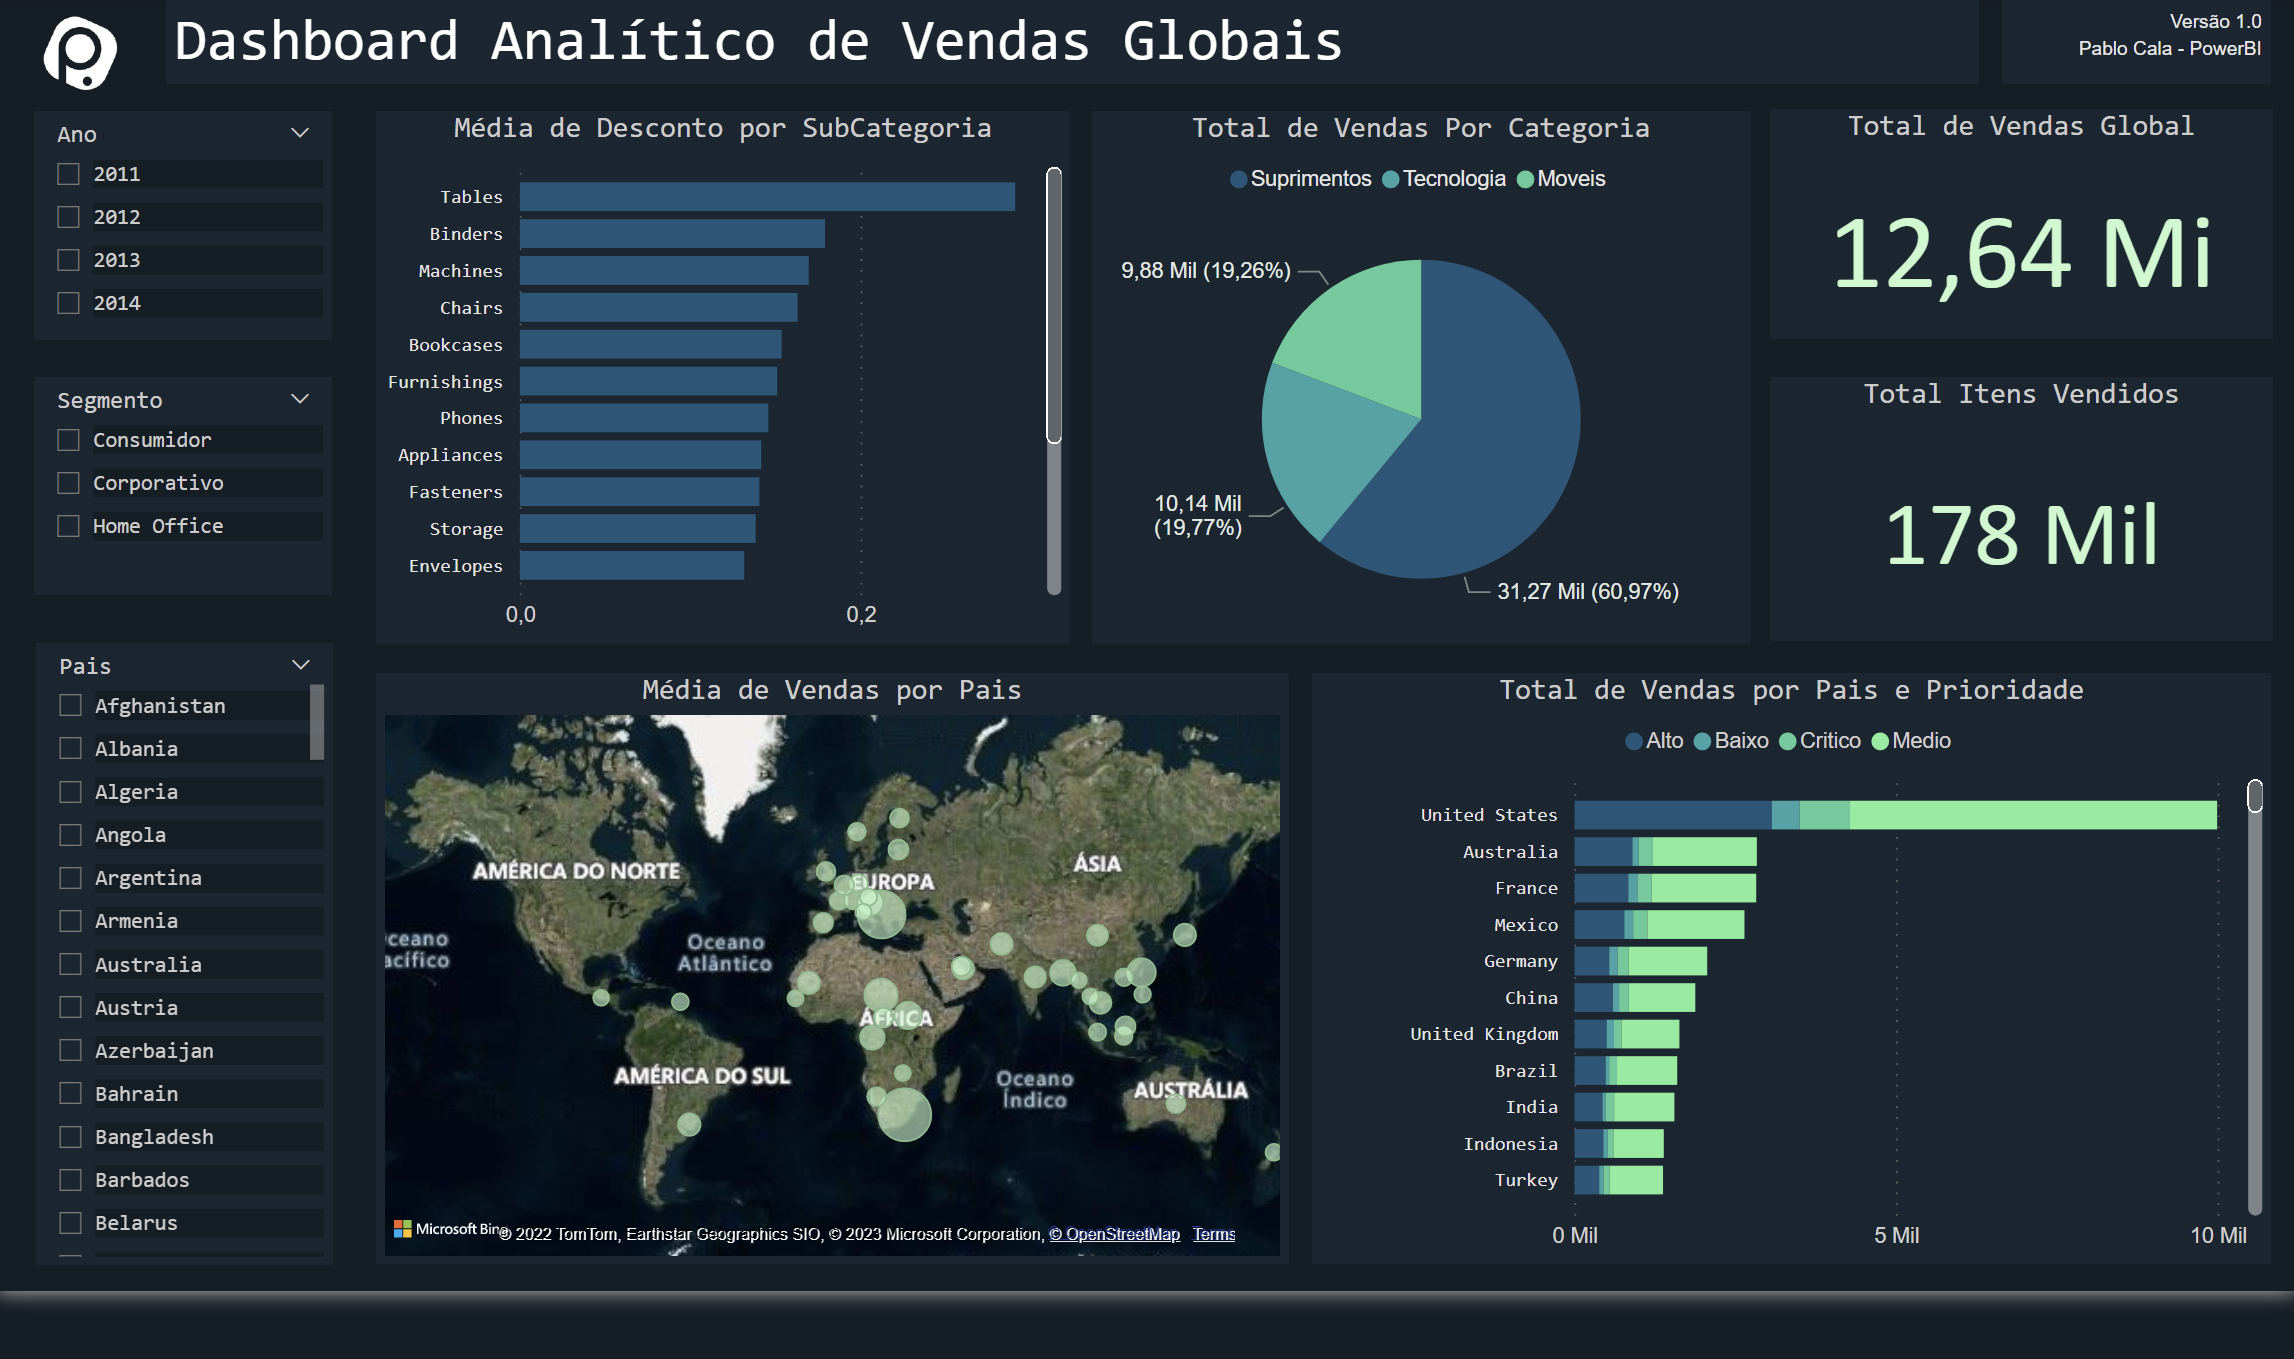 Dashboard Analítico de Vendas Globais
Versão 1.0
Pablo Cala - PowerBI
Ano
2011
2012
2013
2014
Segmento
Consumidor
Corporativo
Home Office
Pais
Afghanistan
Albania
Algeria
Angola
Argentina
Armenia
Australia
Austria
Azerbaijan
Bahrain
Bangladesh
Barbados
Belarus
Média de Desconto por SubCategoria
Tables
Binders
Machines
Chairs
Bookcases
Furnishings
Phones
Appliances
Fasteners
Storage
Envelopes
0,0 0,2
Total de Vendas Por Categoria
Suprimentos Tecnologia Moveis
9,88 Mil (19,26%)
10,14 Mil
(19,77%)
31,27 Mil (60,97%)
Total de Vendas Global
12,64 Mi
Total Itens Vendidos
178 Mil
Média de Vendas por Pais
AMÉRICA DO NORTE
EUROPA
ÁSIA
Oceano
Atlântico
ceano
acífico
ÁFRICA
AMÉRICA DO SUL
Oceano
Índico
AUSTRÁLIA
Microsoft Bing
© 2022 TomTom, Earthstar Geographics SIO, © 2023 Microsoft Corporation, © OpenStreetMap Terms
Total de Vendas por Pais e Prioridade
Alto Baixo Critico Medio
United States
Australia
France
Mexico
Germany
China
United Kingdom
Brazil
India
Indonesia
Turkey
0 Mil 5 Mil 10 Mil